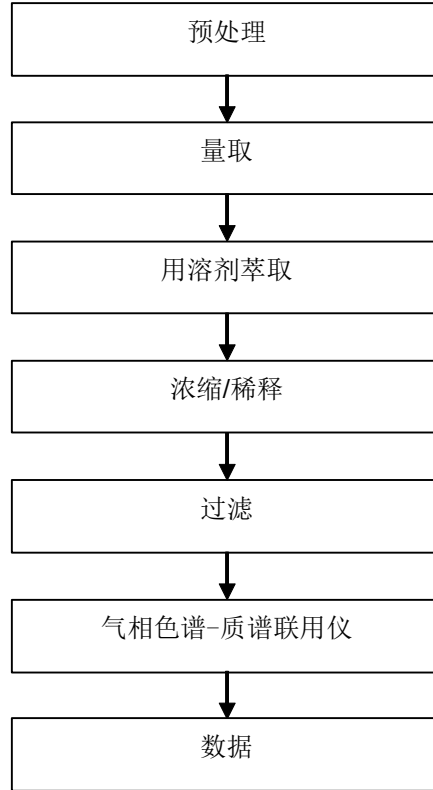 预处理
量取
用溶剂萃取
浓缩/稀释
过滤
气相色谱-质谱联用仪
数据